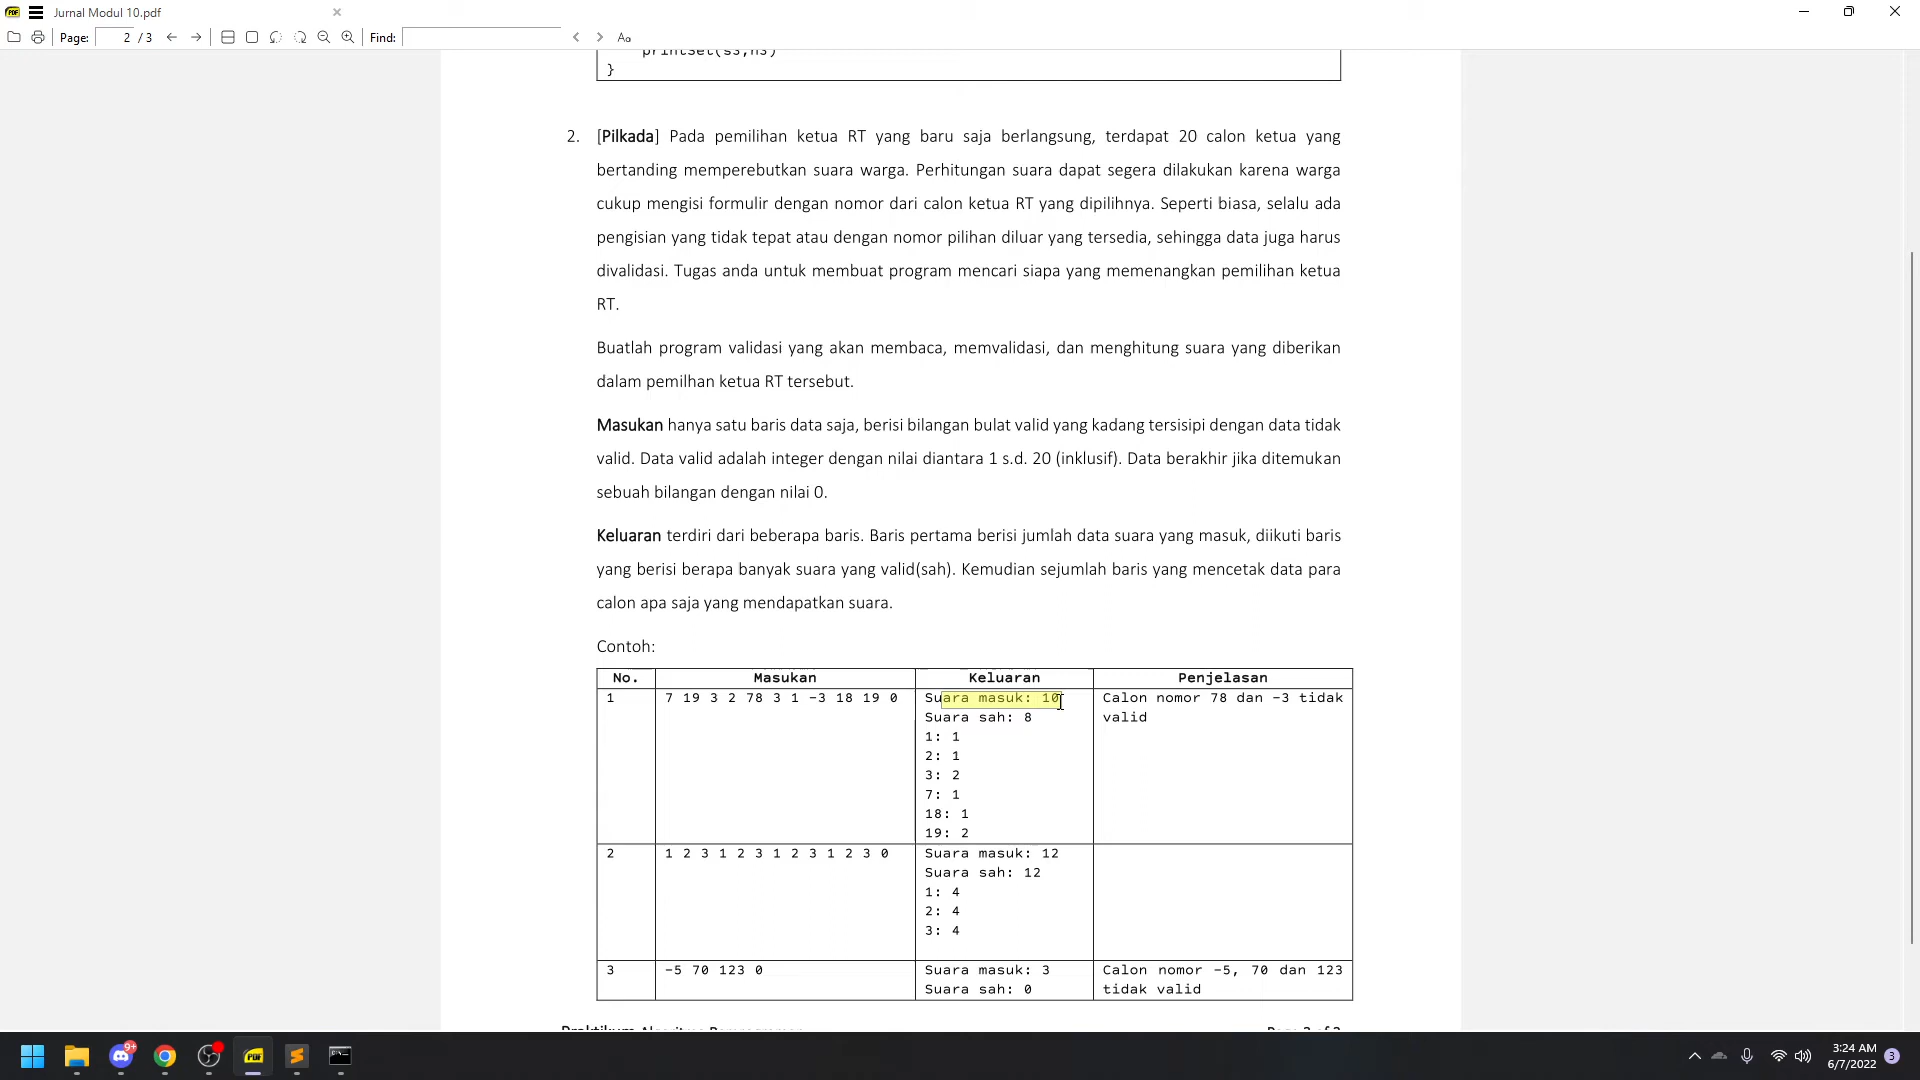 Jurnal Modul 10.pdf
Page: 2 / 3 Find:
printSet(s3,n3)
}
2. [Pilkada] Pada pemilihan ketua RT yang baru saja berlangsung, terdapat 20 calon ketua yang
bertanding memperebutkan suara warga. Perhitungan suara dapat segera dilakukan karena warga
cukup mengisi formulir dengan nomor dari calon ketua RT yang dipilihnya. Seperti biasa, selalu ada
pengisian yang tidak tepat atau dengan nomor pilihan diluar yang tersedia, sehingga data juga harus
divalidasi. Tugas anda untuk membuat program mencari siapa yang memenangkan pemilihan ketua
RT.
Buatlah program validasi yang akan membaca, memvalidasi, dan menghitung suara yang diberikan
dalam pemilhan ketua RT tersebut.
Masukan hanya satu baris data saja, berisi bilangan bulat valid yang kadang tersisipi dengan data tidak
valid. Data valid adalah integer dengan nilai diantara 1 s.d. 20 (inklusif). Data berakhir jika ditemukan
sebuah bilangan dengan nilai 0.
Keluaran terdiri dari beberapa baris. Baris pertama berisi jumlah data suara yang masuk, diikuti baris
yang berisi berapa banyak suara yang valid(sah). Kemudian sejumlah baris yang mencetak data para
calon apa saja yang mendapatkan suara.
Contoh:
No. Masukan Keluaran Penjelasan
1 7 19 3 2 78 3 1 -3 18 19 0 Suara masuk: 10 Calon nomor 78 dan -3 tidak
Suara sah: 8 valid
1: 1
2: 1
3: 2
7: 1
18: 1
19: 2
2 1 2 3 1 2 3 1 2 3 1 2 3 0 Suara masuk: 12
Suara sah: 12
1: 4
2: 4
3: 4
3 -5 70 123 0 Suara masuk: 3 Calon nomor -5, 70 dan 123
Suara sah: 0 tidak valid
Praktikum Algoritma Pemrograman Page 2 of 3
9+
3:24 AM
6/7/2022 3